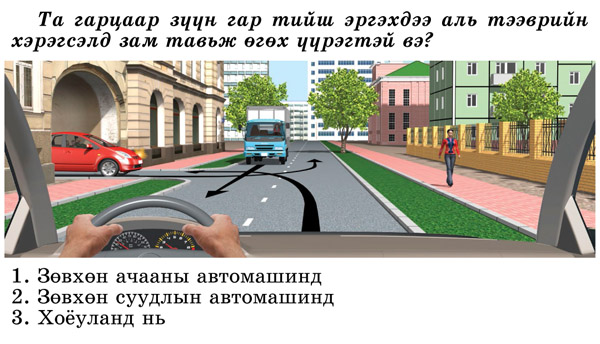 Та гарцаар зүүн гар тийш эргэхдээ аль тээврийн
хэрэгсэлд зам тавьж өгөх үүрэгтэй вэ?
1. Зөвхөн ачааны автомашинд
2. Зөвхөн суудлын автомашинд
3. Хоёуланд нь